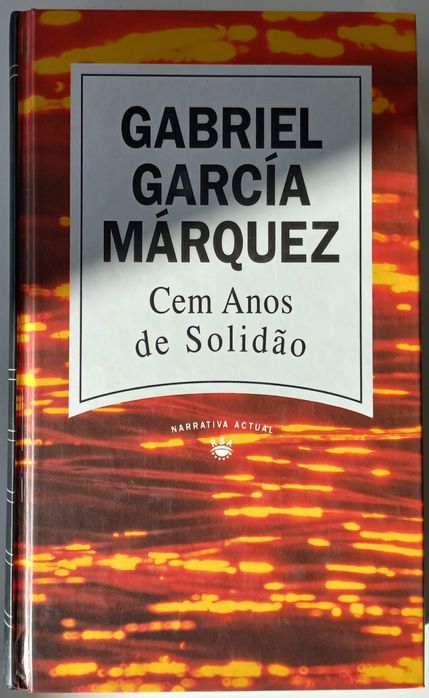 GABRIEL
GARCÍA
MÁRQUEZ
Cem Anos
de Solidão
NARRATIVA ACTUAL
RBA